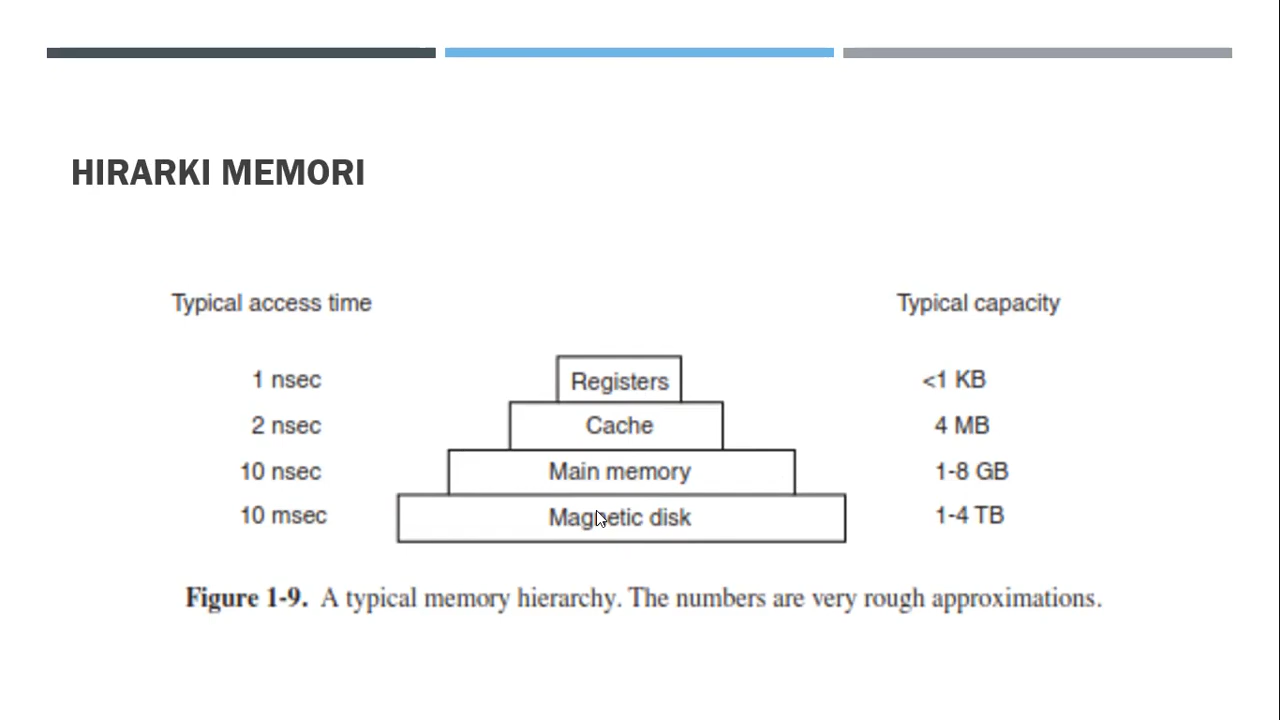 HIRARKI MEMORI
Typical access time Typical capacity
1 nsec Registers <1 KB
2 nsec Cache 4 MB
10 nsec Main memory 1-8 GB
10 msec Magnetic disk 1-4 TB
Figure 1-9. A typical memory hierarchy. The numbers are very rough approximations.